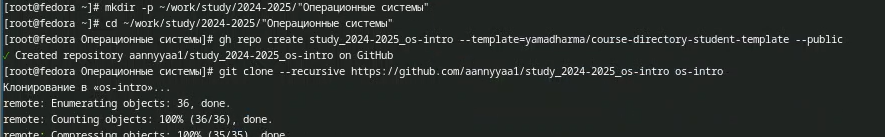 [root@fedora ~]# mkdir -p ~/work/study/2024-2025/"Операционные системы"
[root@fedora ~]# cd ~/work/study/2024-2025/"Операционные системы"
[root@fedora Операционные системы]# gh repo create study_2024-2025_os-intro --template=yamadharma/course-directory-student-template --public
✓ Created repository aannyyaa1/study_2024-2025_os-intro on GitHub
[root@fedora Операционные системы]# git clone --recursive https://github.com/aannyyaa1/study_2024-2025_os-intro os-intro
Клонирование в «os-intro»...
remote: Enumerating objects: 36, done.
remote: Counting objects: 100% (36/36), done.
remote: Compressing objects: 100% (35/35), done.